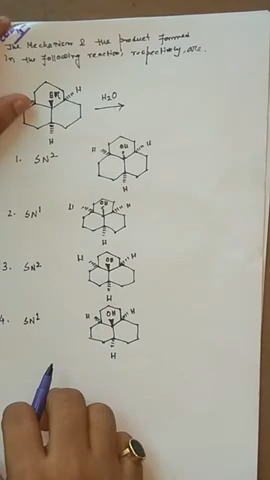 The Mechanism & the product formed
in the following reaction, respectively, are.
Br H
H₂O
H
1. SN²
H OH H
H
2. SN¹
H OH H
H
3. SN2
H OH H
H
4. SN¹
H OH H
H